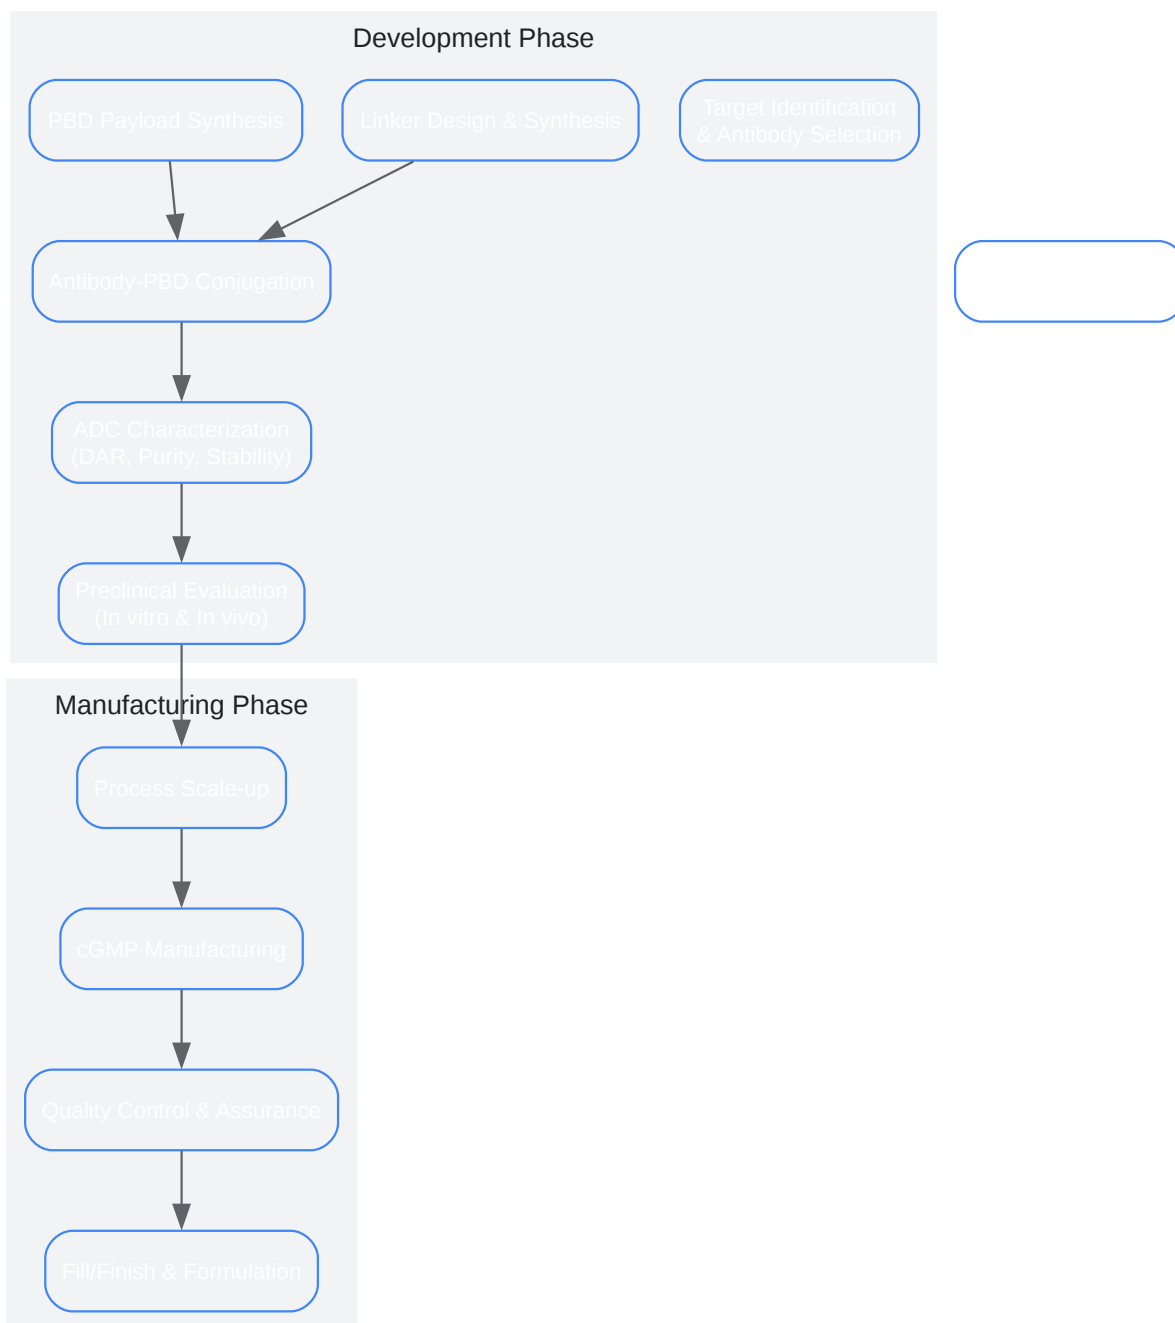 Development Phase
PBD Payload Synthesis
Linker Design & Synthesis
Target Identification
& Antibody Selection
Antibody-PBD Conjugation
ADC Characterization
(DAR, Purity, Stability)
Preclinical Evaluation
(In vitro & In vivo)
Manufacturing Phase
Process Scale-up
cGMP Manufacturing
Quality Control & Assurance
Fill/Finish & Formulation